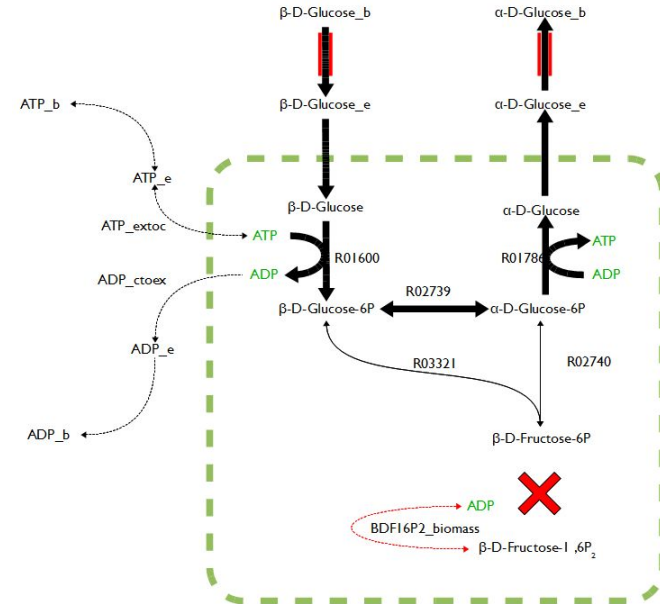 β-D-Glucose_b
α-D-Glucose_b
ATP_b
β-D-Glucose_e
α-D-Glucose_e
ATP_e
β-D-Glucose
α-D-Glucose
ATP_extoc
ATP
R01600
R01786
ATP
ADP_ctoex
ADP
ADP
β-D-Glucose-6P
R02739
α-D-Glucose-6P
ADP_e
R03321
R02740
ADP_b
β-D-Fructose-6P
ADP
BDF16P2_biomass
β-D-Fructose-1,6P₂